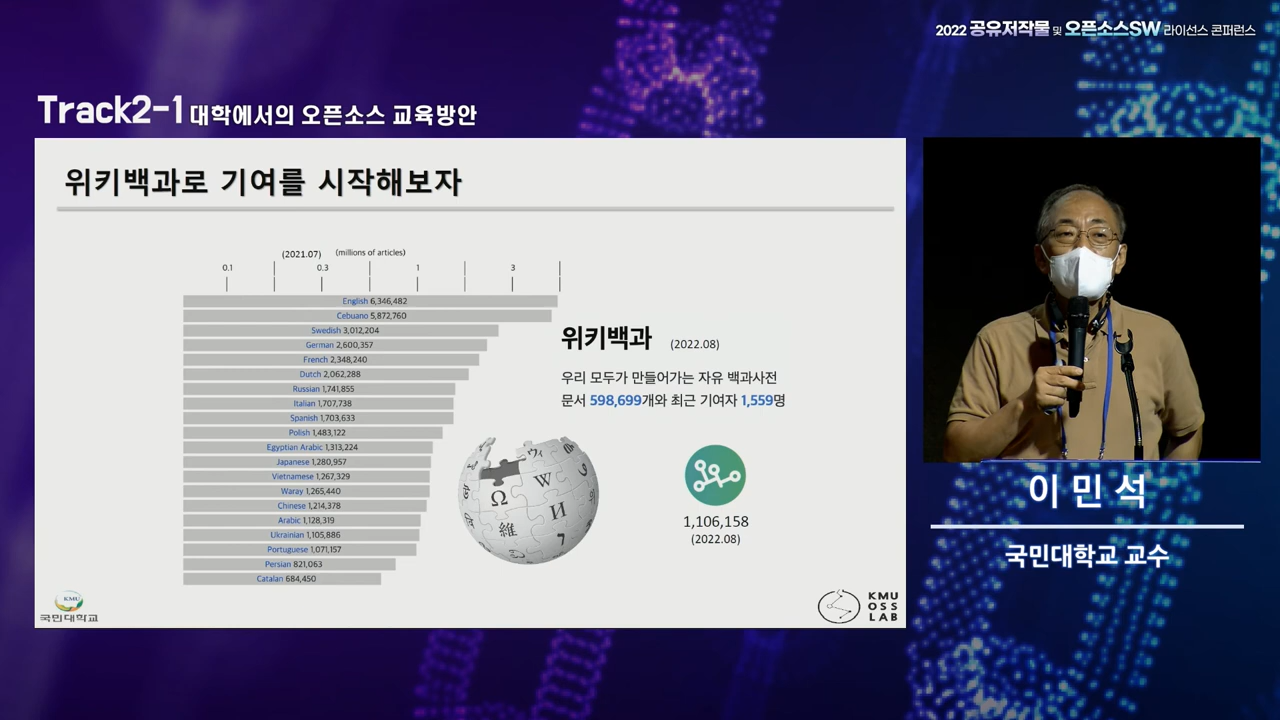 2022 공유저작물 및 오픈소스SW 라이선스 콘퍼런스
Track2-1 대학에서의 오픈소스 교육방안
위키백과로 기여를 시작해보자
(2021.07) (millions of articles)
0.1 0.3 1 3
English 6,346,482
Cebuano 5,872,760
Swedish 3,012,204
German 2,600,357
French 2,348,240
Dutch 2,062,288
Russian 1,741,855
Italian 1,707,738
Spanish 1,703,633
Polish 1,483,122
Egyptian Arabic 1,313,224
Japanese 1,280,957
Vietnamese 1,267,329
Waray 1,265,440
Chinese 1,214,378
Arabic 1,128,319
Ukrainian 1,105,886
Portuguese 1,071,157
Persian 821,063
Catalan 684,450
위키백과 (2022.08)
우리 모두가 만들어가는 자유 백과사전
문서 598,699개와 최근 기여자 1,559명
Ω W И
維
1,106,158
(2022.08)
KMU
국민대학교
KMU
OSS
LAB
이민석
국민대학교 교수